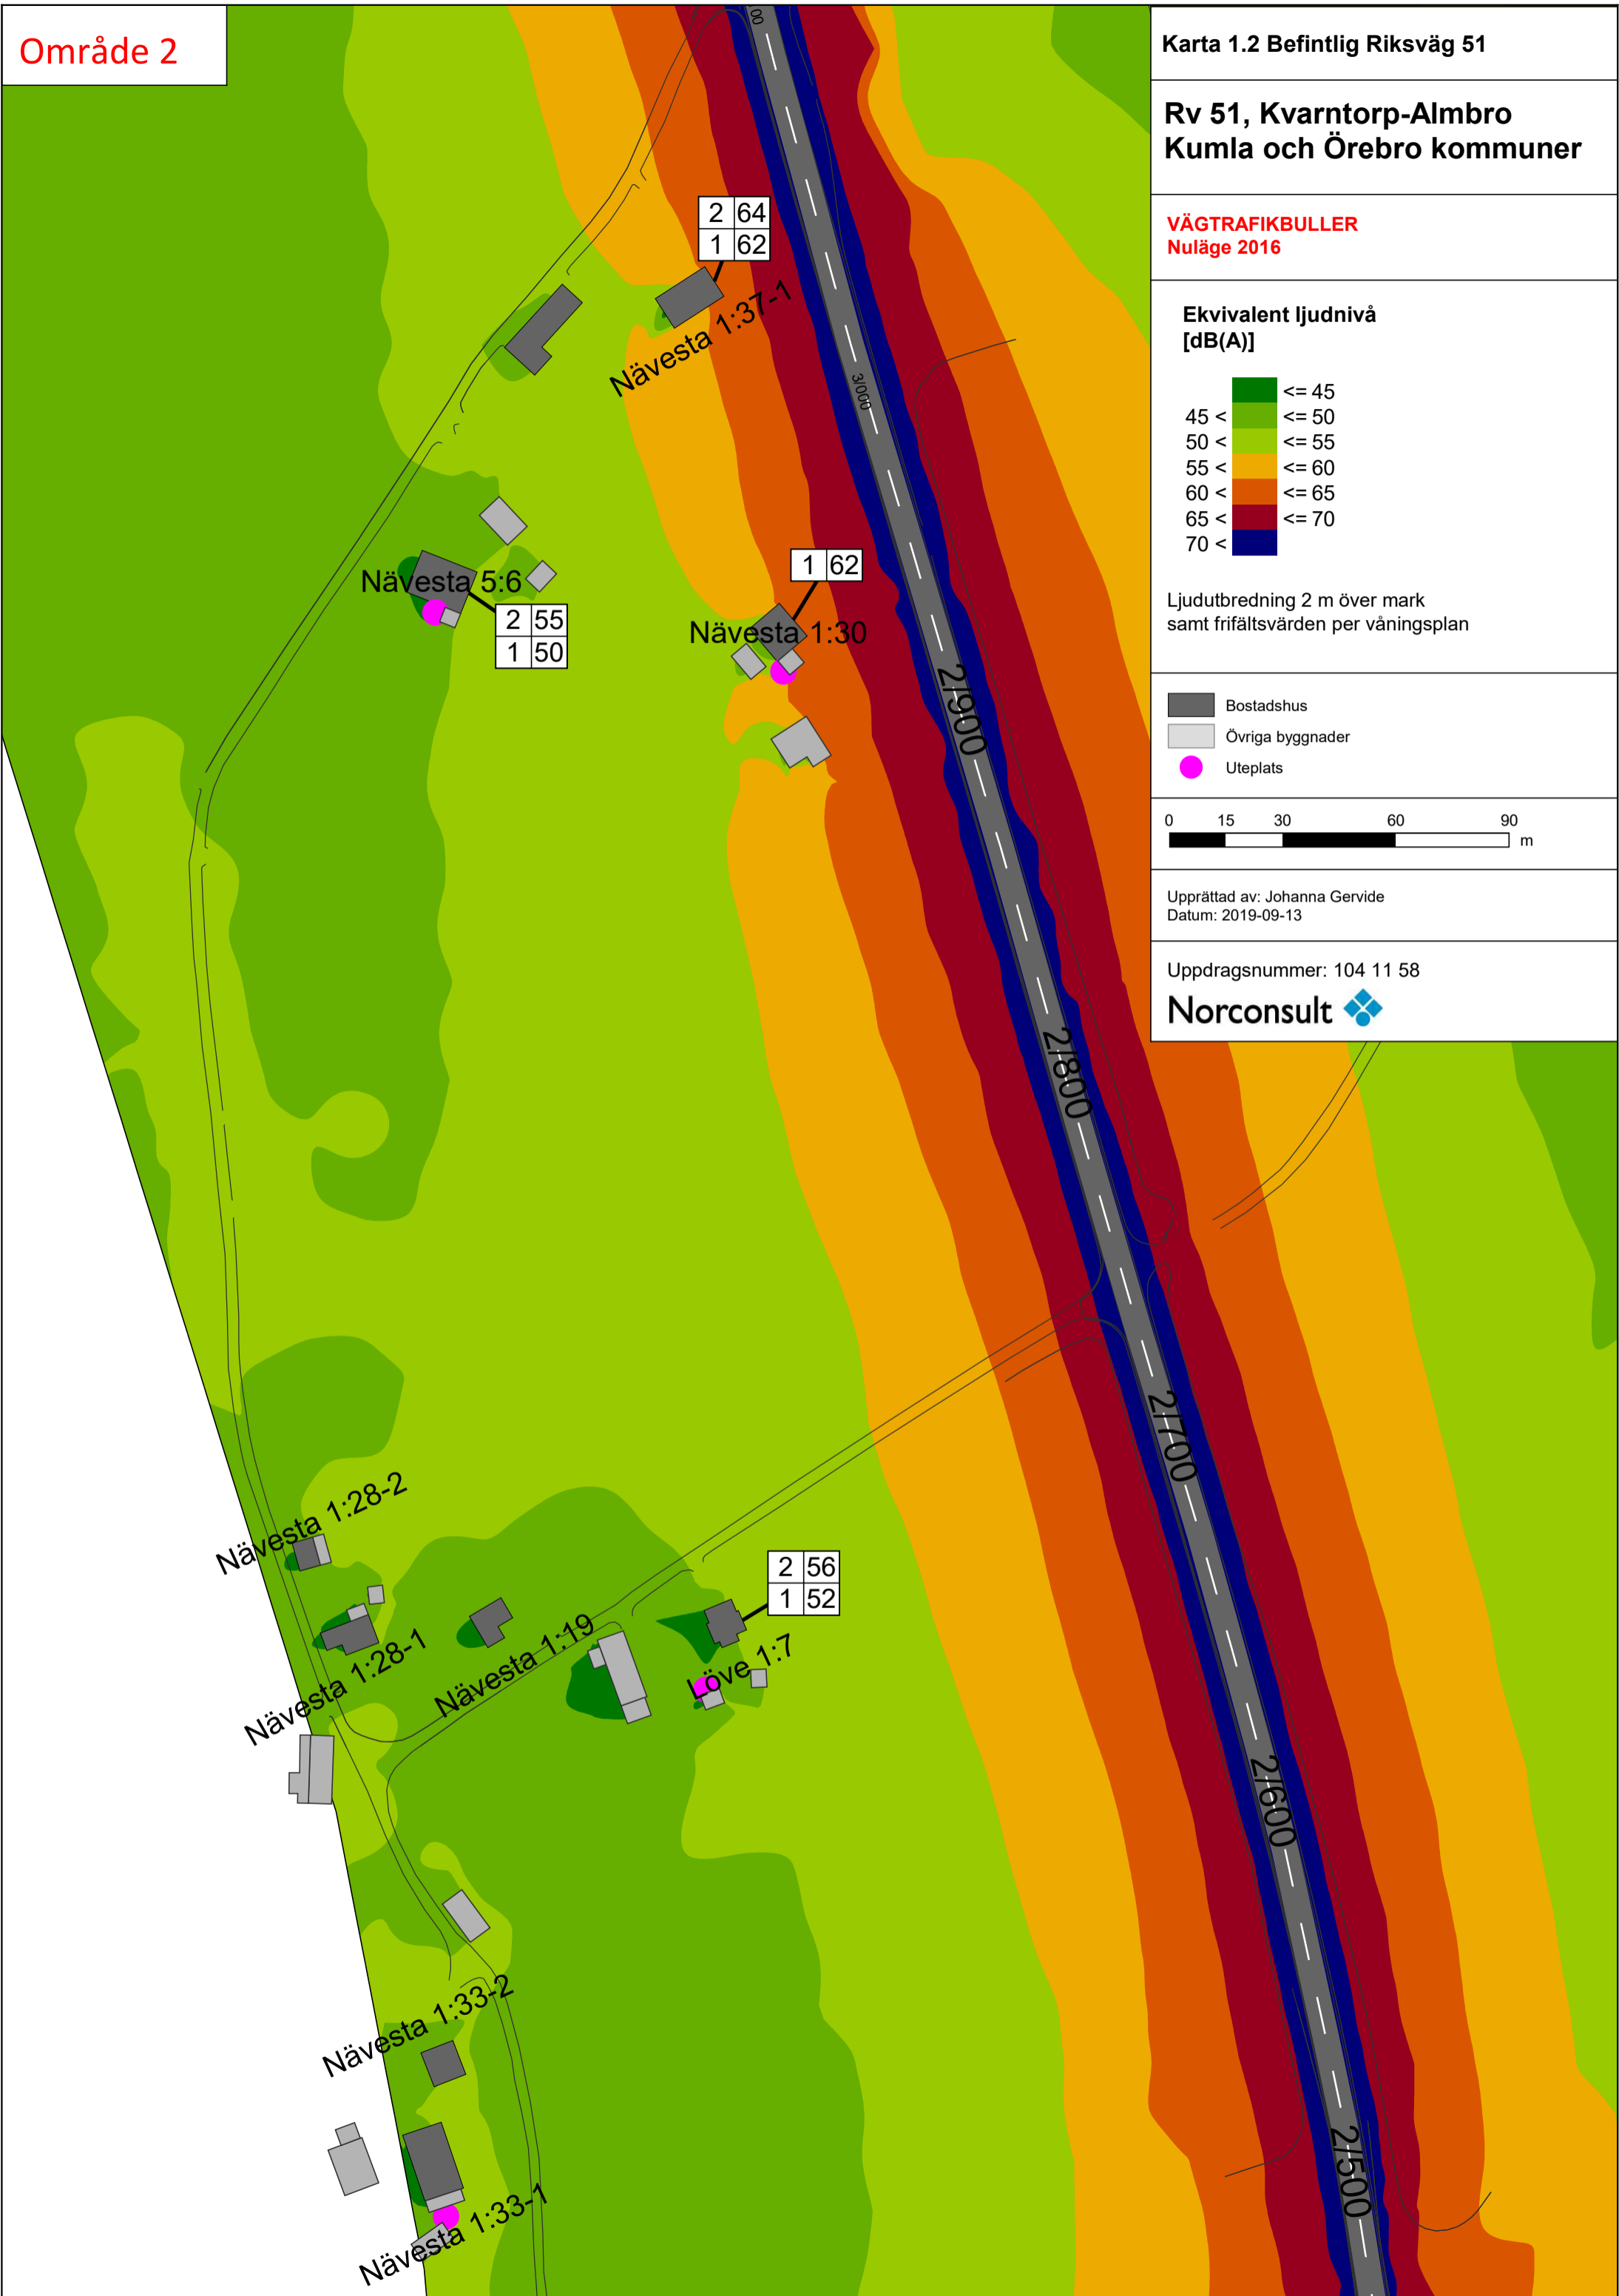 Område 2
Karta 1.2 Befintlig Riksväg 51
Rv 51, Kvarntorp-Almbro
Kumla och Örebro kommuner
VÄGTRAFIKBULLER
Nuläge 2016
Ekvivalent ljudnivå
[dB(A)]
<= 45
45 < <= 50
50 < <= 55
55 < <= 60
60 < <= 65
65 < <= 70
70 <
Ljudutbredning 2 m över mark
samt frifältsvärden per våningsplan
Bostadshus
Övriga byggnader
Uteplats
0 15 30 60 90
m
Upprättad av: Johanna Gervide
Datum: 2019-09-13
Uppdragsnummer: 104 11 58
Norconsult
00
2 64
1 62
Nävesta 1:37-1
3/000
Nävesta 5:6
2 55
1 50
1 62
Nävesta 1:30
2/900
2/800
2/700
Nävesta 1:28-2
2 56
1 52
Nävesta 1:19
Nävesta 1:28-1
Löve 1:7
2/600
Nävesta 1:33-2
2/500
Nävesta 1:33-1